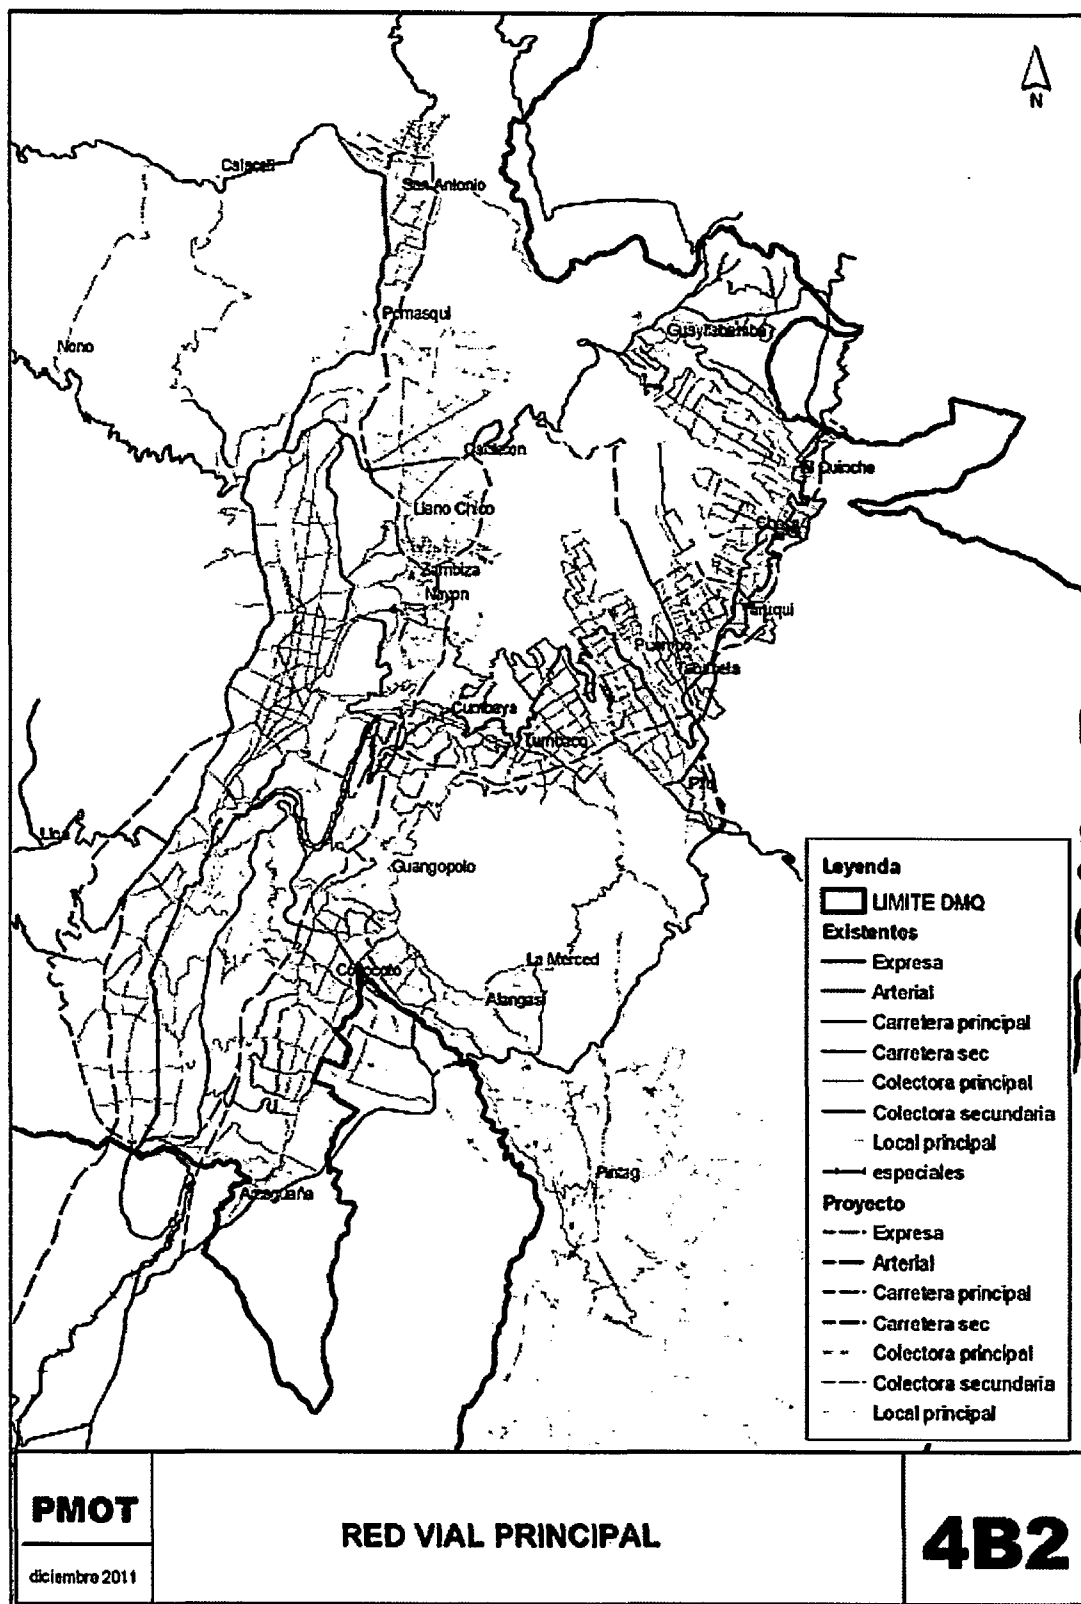 N
Calacali
San Antonio
Pomasqui
Nono
Guayllabamba
Calderon
El Quinche
Llano Chico
Checa
Zambiza
Nayon
Yaruqui
Puembo
Tababela
Cumbaya
Tumbaco
Pifo
Lloa
Guangopolo
La Merced
Conocoto
Alangasi
Pintag
Amaguaña
Leyenda
LIMITE DMQ
Existentes
Expresa
Arterial
Carretera principal
Carretera sec
Colectora principal
Colectora secundaria
Local principal
especiales
Proyecto
Expresa
Arterial
Carretera principal
Carretera sec
Colectora principal
Colectora secundaria
Local principal
PMOT
diciembre 2011
RED VIAL PRINCIPAL
4B2